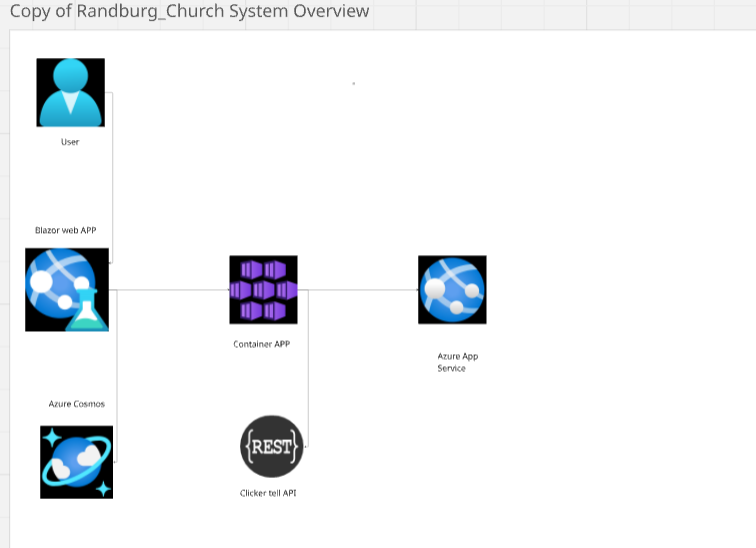 Copy of Randburg_Church System Overview
User
Blazor web APP
Container APP
Azure App
Service
Azure Cosmos
{REST}
Clicker tell API